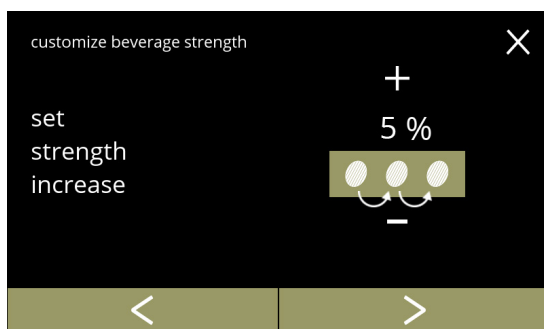 customize beverage strength
set
strength
increase
+
5 %
-
<
>